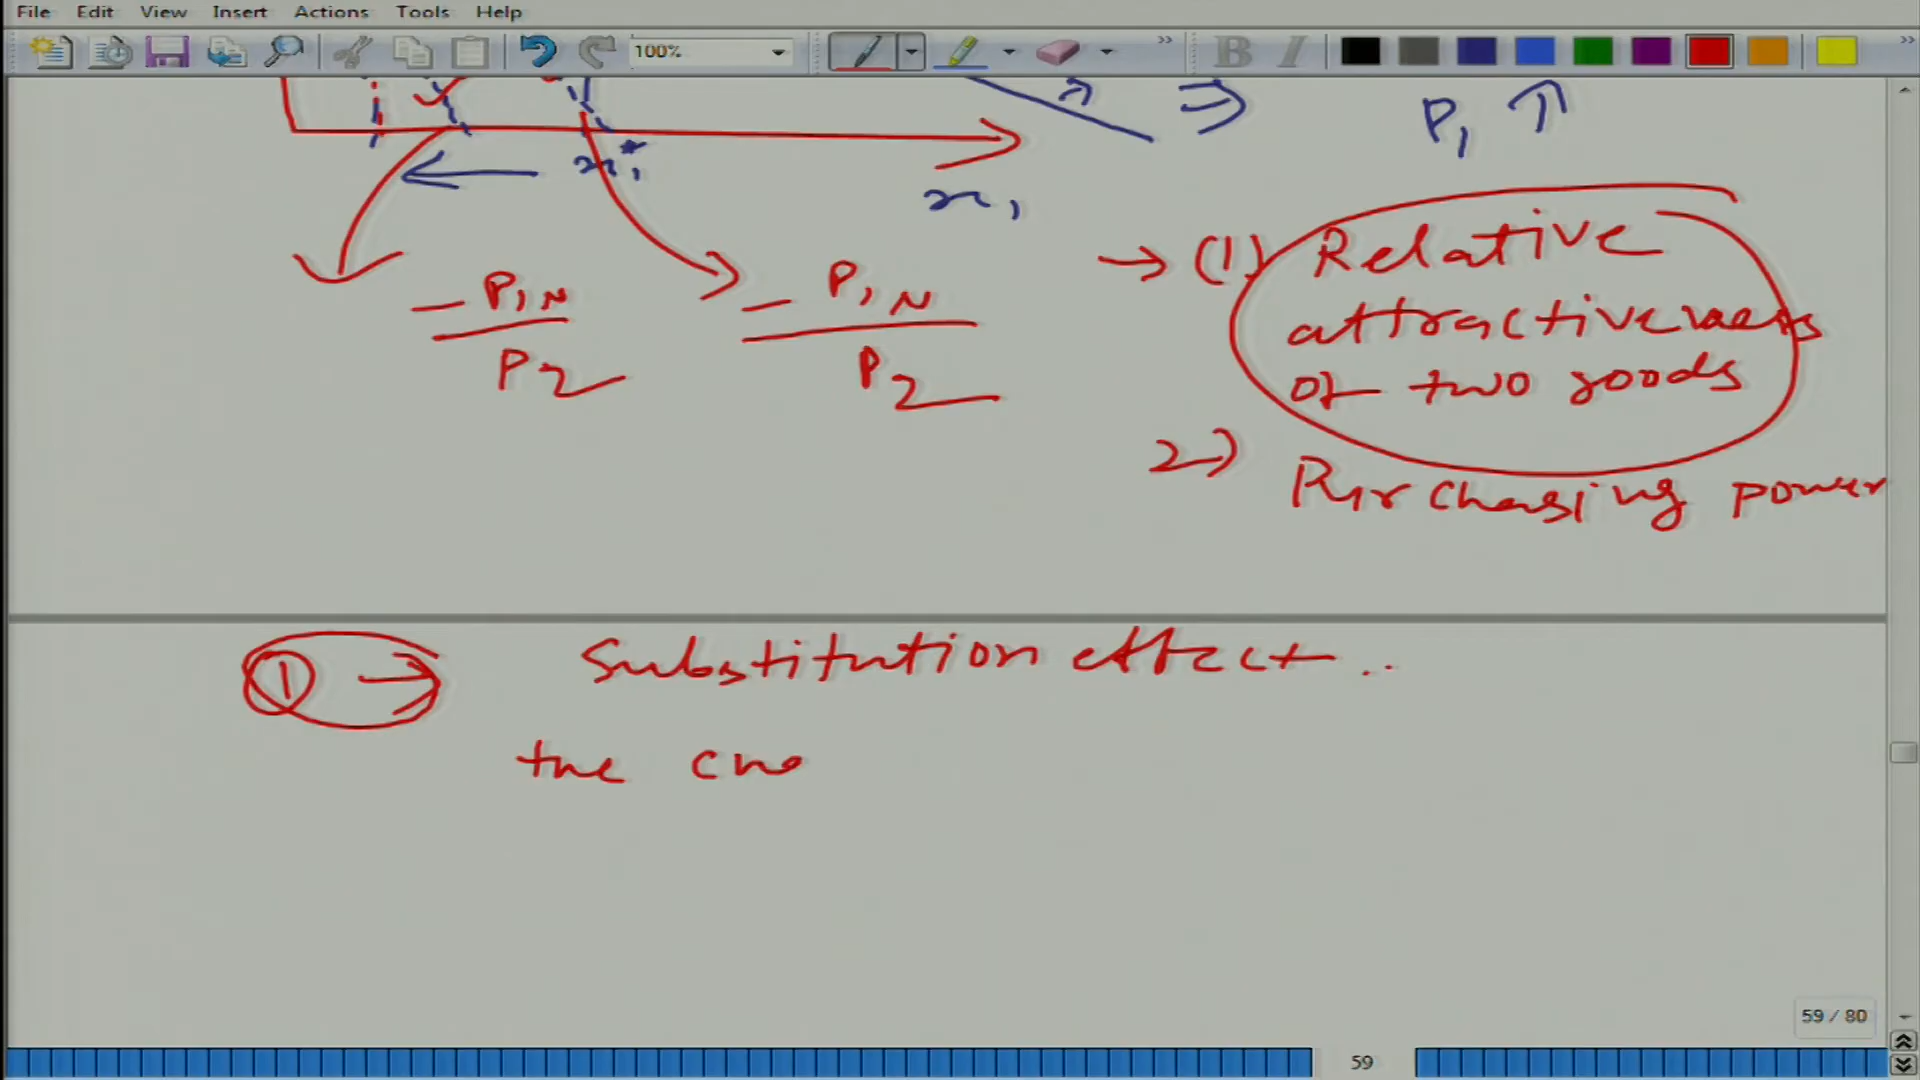 File Edit View Insert Actions Tools Help
100%
P1 ↑
x1*
x1
→ (1) Relative
attractiveness
of two goods
-P1N
P2
-P1N
P2
2) Purchasing power
1 → Substitution effect..
the cha
59 / 80
59